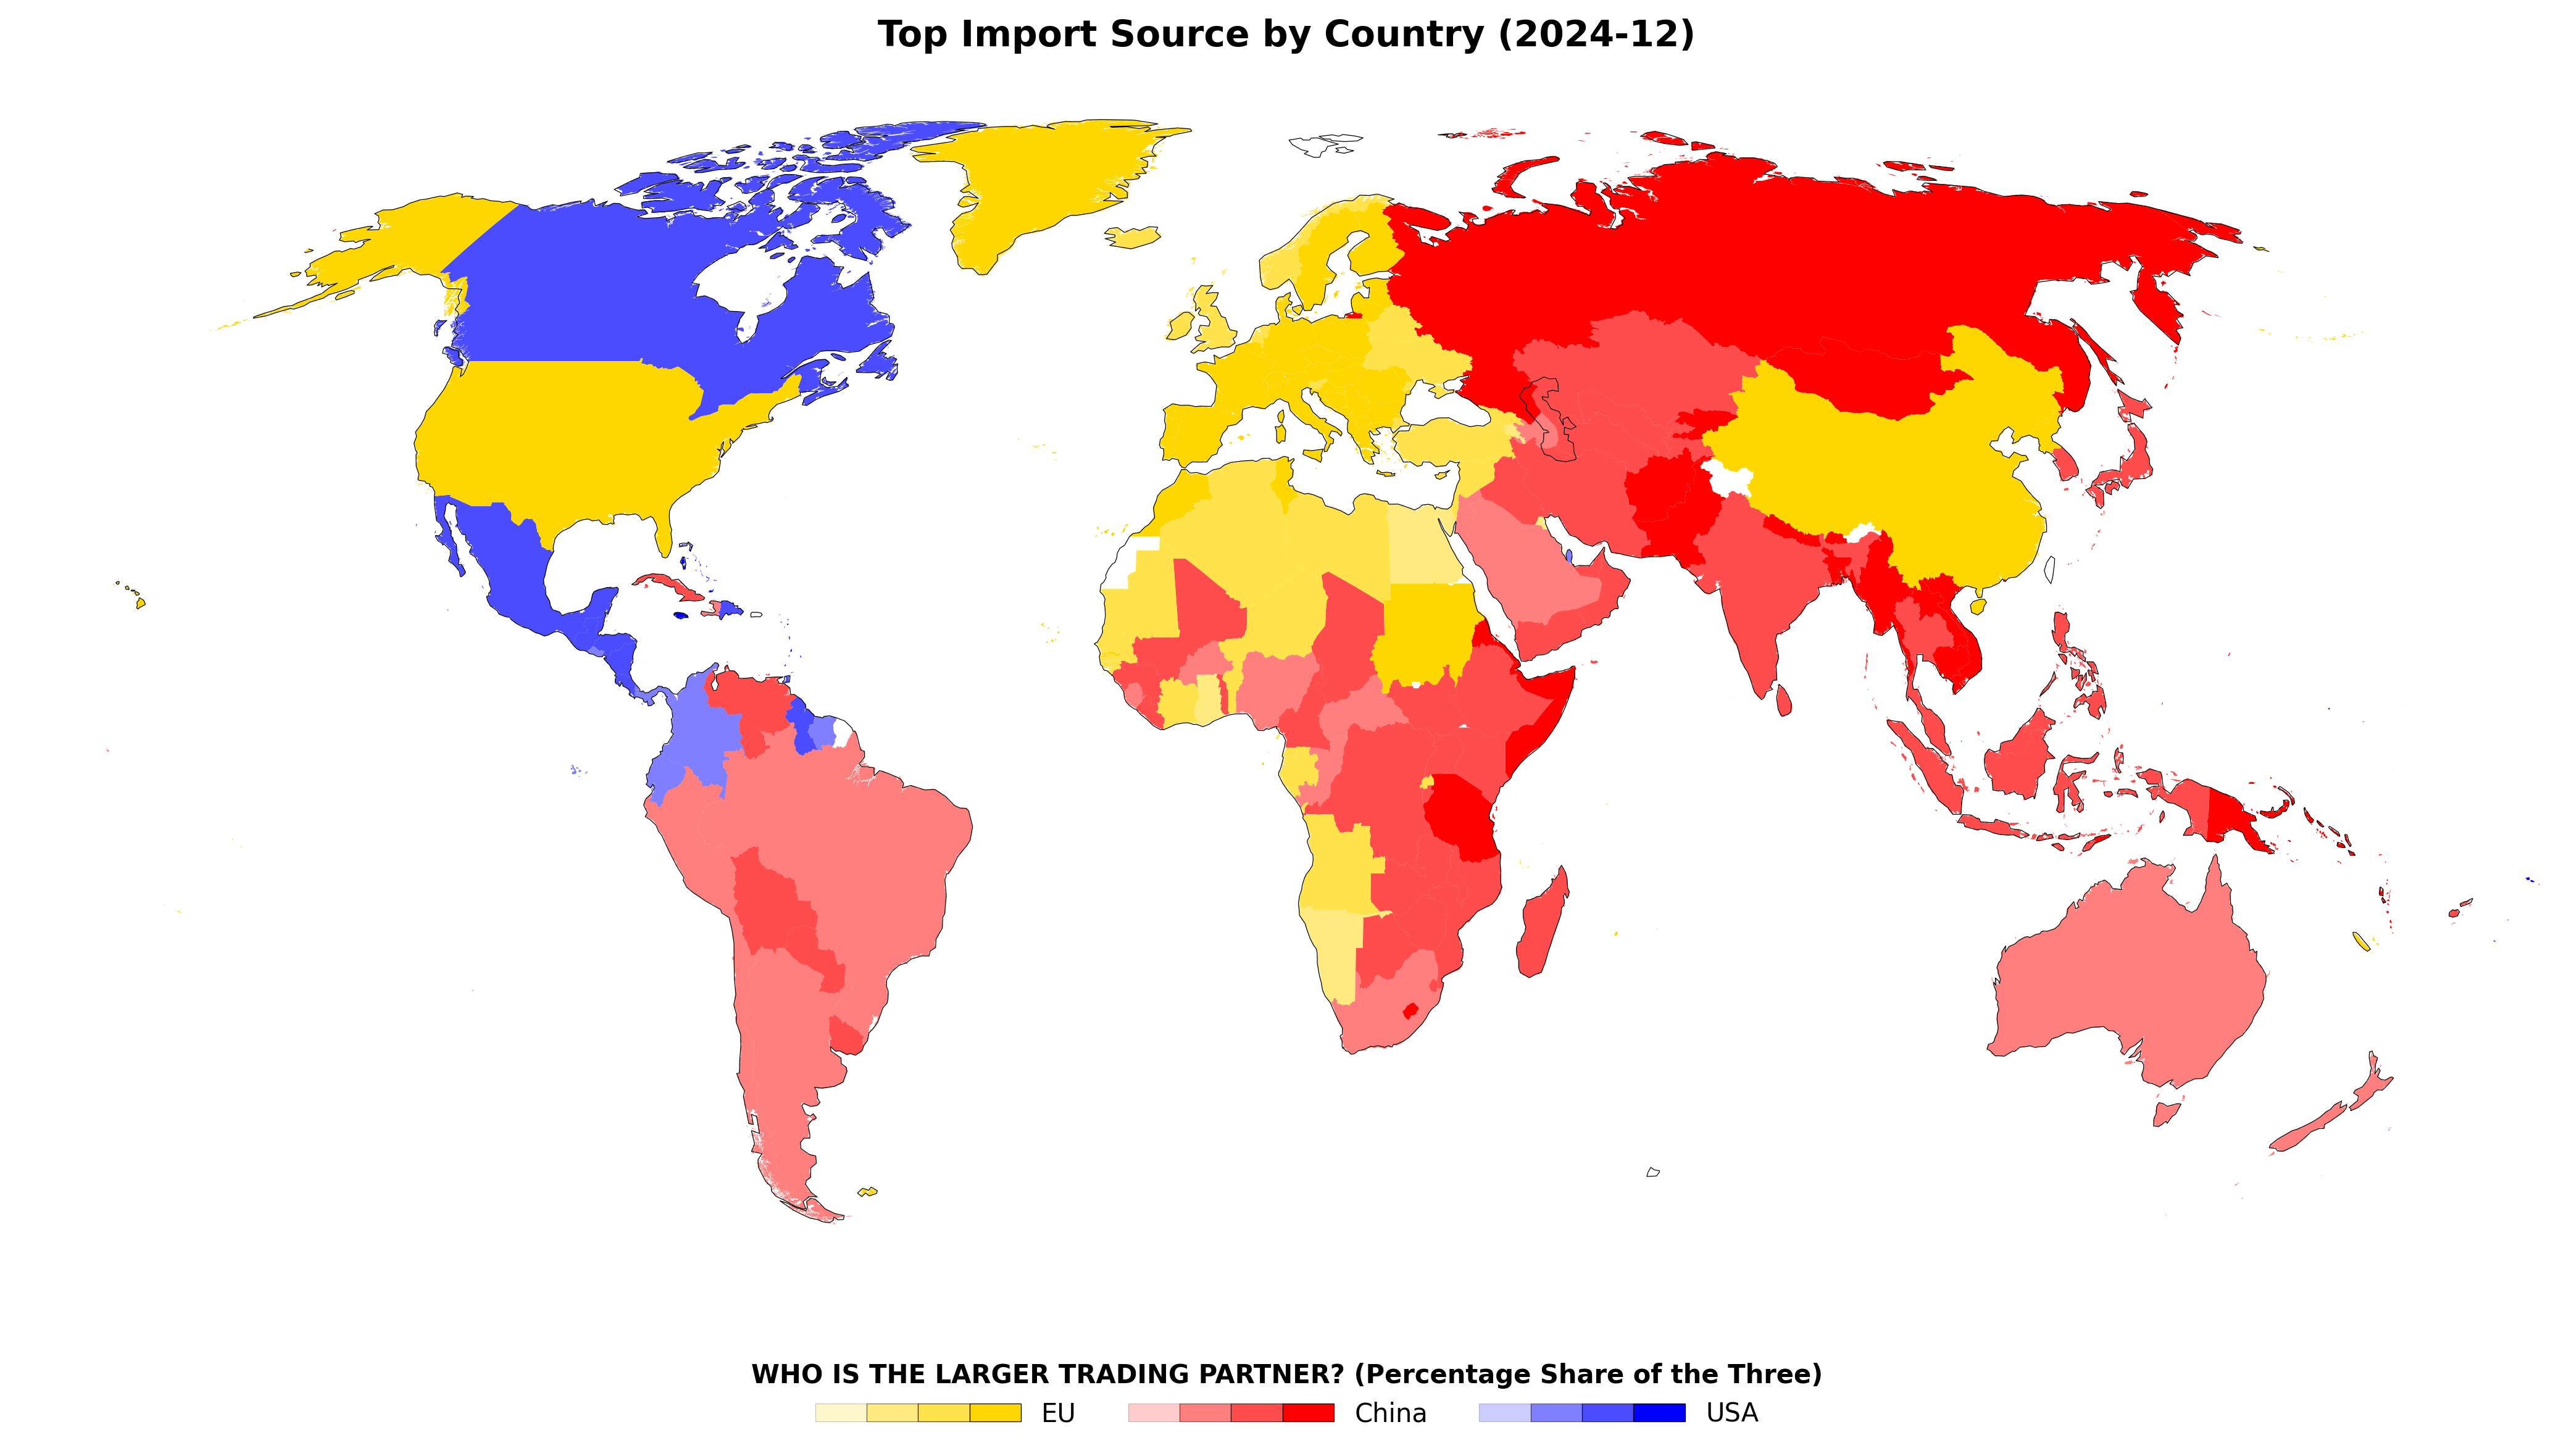 Top Import Source by Country (2024-12)
WHO IS THE LARGER TRADING PARTNER? (Percentage Share of the Three)
EU China USA